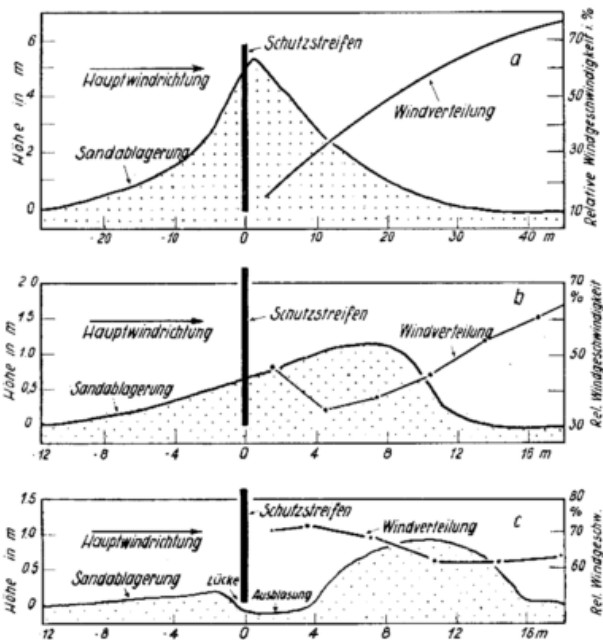 Schutzstreifen
a
Hauptwindrichtung
Windverteilung
Sandablagerung
Höhe in m
6
4
2
0
Relative Windgeschwindigkeit i. %
70%
50
30
10
-20 -10 0 10 20 30 40 m
b
Hauptwindrichtung
Schutzstreifen
Windverteilung
Sandablagerung
Höhe in m
2.0
1.5
1.0
0,5
0
Rel. Windgeschwindigkeit
70
%
50
30
-12 -8 -4 0 4 8 12 16 m
c
Schutzstreifen
Hauptwindrichtung
Windverteilung
Sandablagerung
Lücke
Ausblasung
Höhe in m
1.5
1.0
0.5
0
Rel. Windgeschw.
80
%
70
60
-12 -8 -4 0 4 8 12 16 m